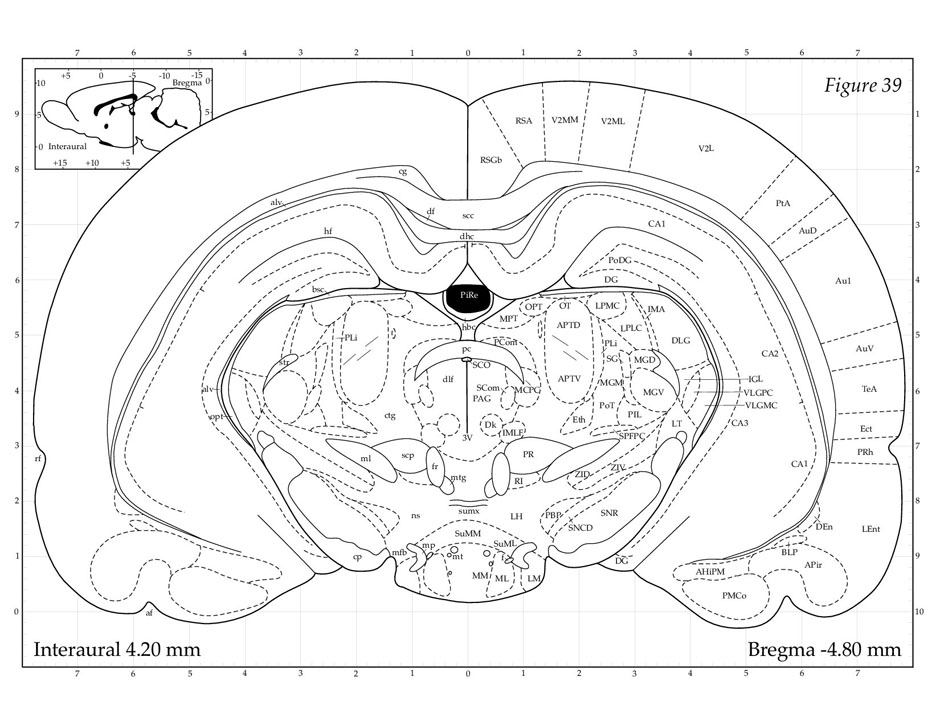 7 6 5 4 3 2 1 0 1 2 3 4 5 6 7
+5 0 -5 -10 -15
Bregma
10 0
5 5
0 Interaural
+15 +10 +5
Figure 39
9 1
8 2
7 3
6 4
5 5
4 6
3 7
2 8
1 9
0 10
RSA V2MM V2ML
V2L
RSGb
cg
PtA
alv
df scc
AuD
CA1
hf
dhc
PoDG
DG
Au1
bsc
PiRe
OPT OT LPMC IMA
MPT
hbc APTD LPLC
PLi
PCom PLi DLG
pc AuV
CA2
SG MGD
str
SCO
dlf APTV MGM IGL
alv
SCom MCPC MGV VLGPC
TeA
PAG
PoT VLGMC
opt
ctg PIL
Dk Eth LT CA3
Ect
IMLF
3V SPFPC
PRh
rf
ml scp PR
fr
ZID ZIV
CA1
mtg RI
sumx
ns LH PBP SNR
SNCD
DEn
LEnt
SuMM
mp SuML
mfb
BLP
cp mt f
DG
APir
AHiPM
MM ML LM
PMCo
af
Interaural 4.20 mm
Bregma -4.80 mm
7 6 5 4 3 2 1 0 1 2 3 4 5 6 7